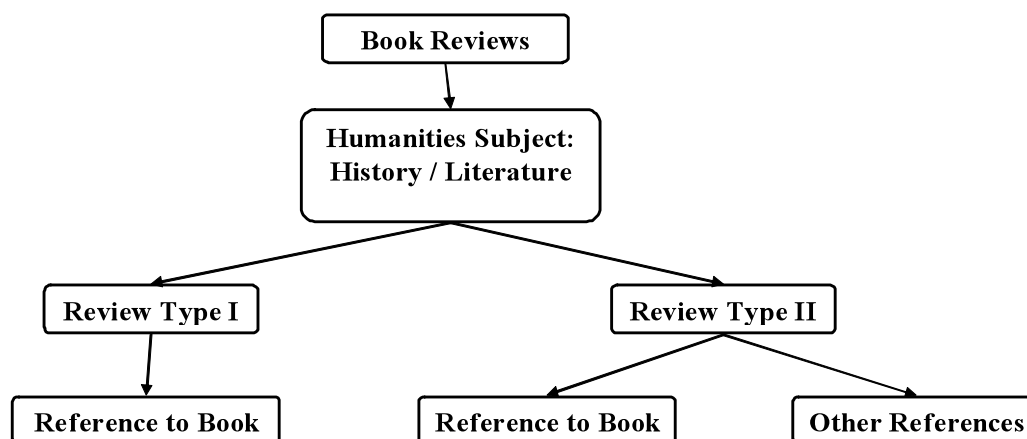 Book Reviews
Humanities Subject:
History / Literature
Review Type I
Review Type II
Reference to Book
Reference to Book
Other References